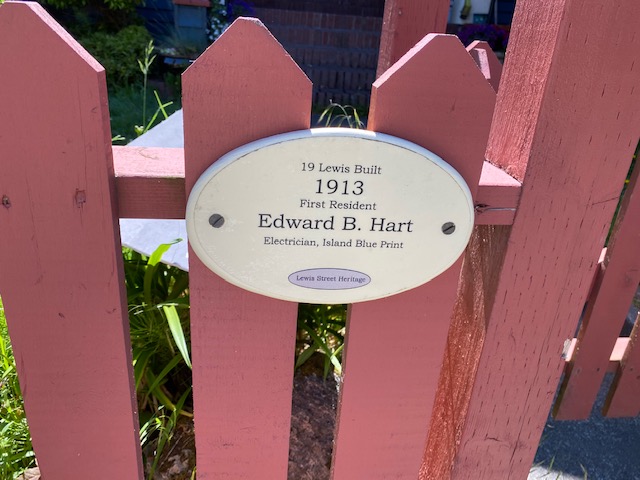 19 Lewis Built
1913
First Resident
Edward B. Hart
Electrician, Island Blue Print
Lewis Street Heritage